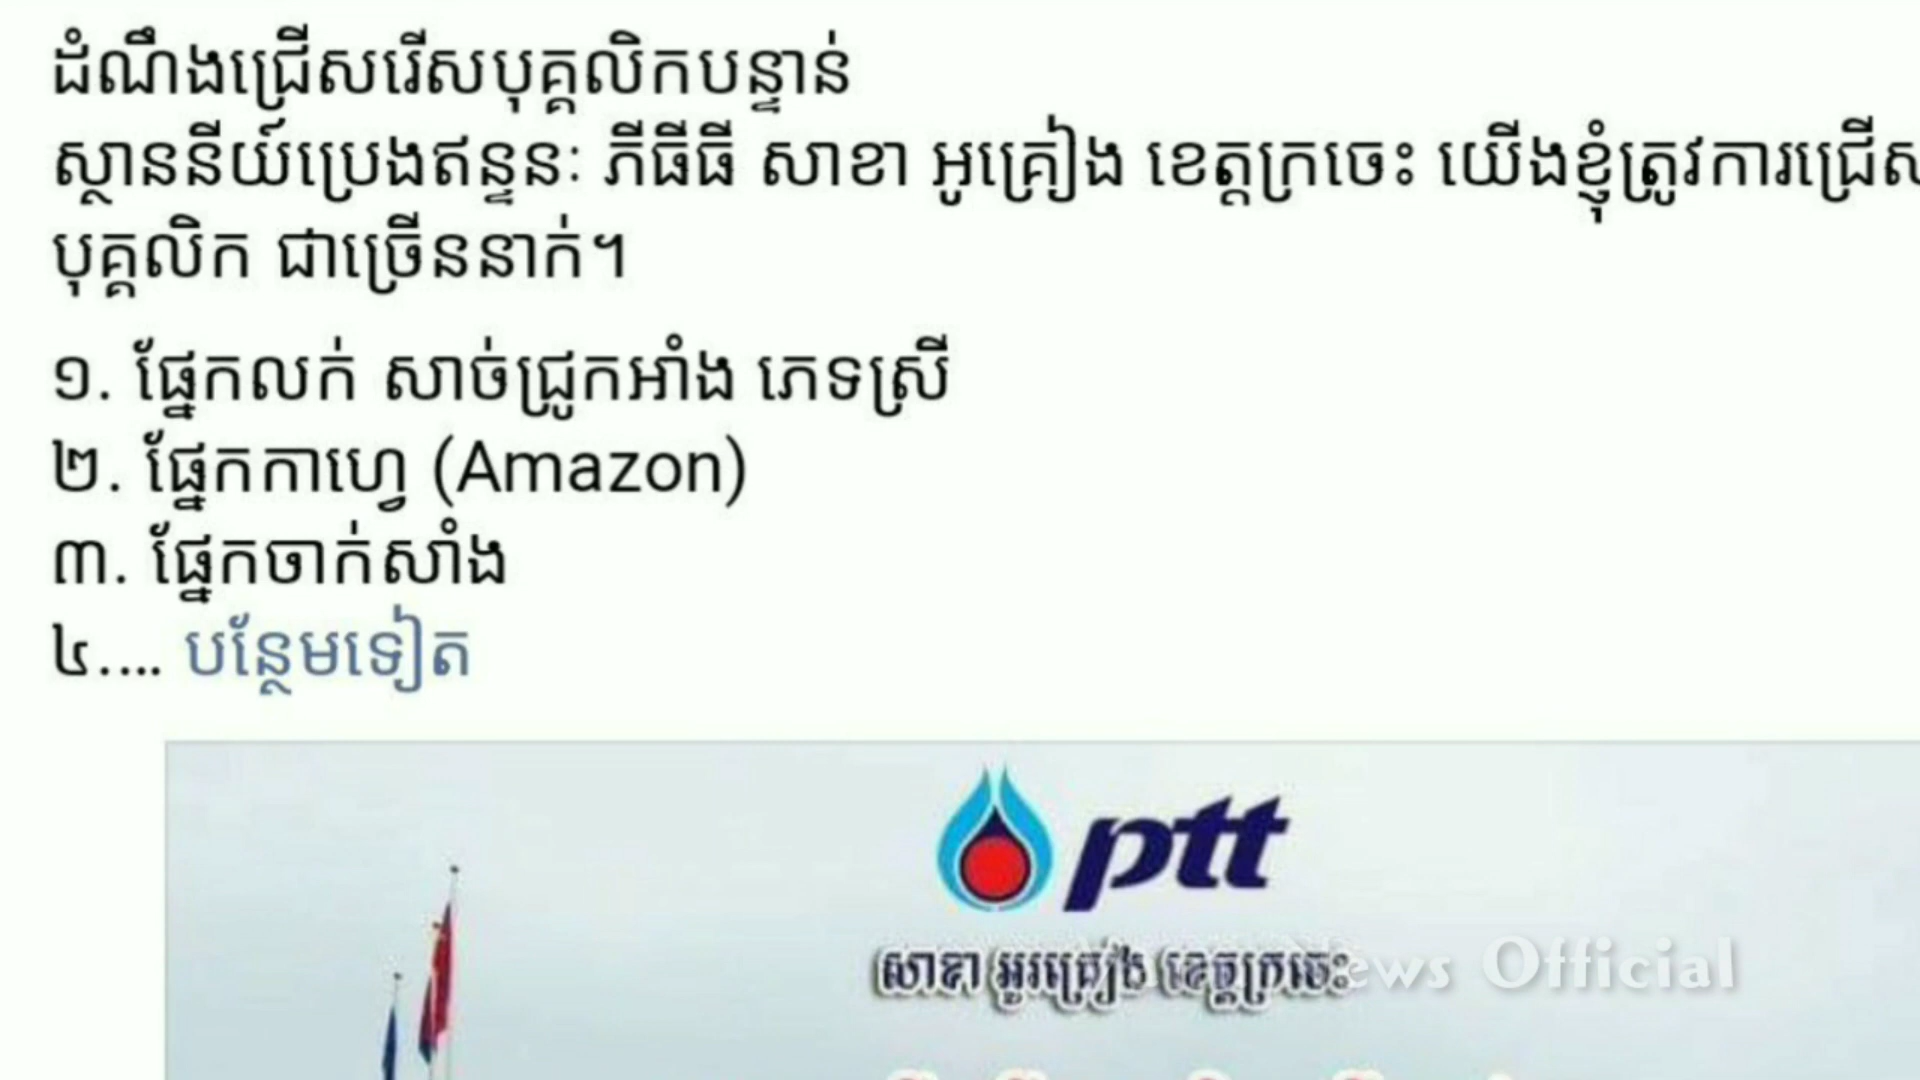 ដំណឹងជ្រើសរើសបុគ្គលិកបន្ទាន់
ស្ថាននីយ៍ប្រេងឥន្ទនៈ ភីធីធី សាខា អូគ្រៀង ខេត្តក្រចេះ យើងខ្ញុំត្រូវការជ្រើស
បុគ្គលិក ជាច្រើននាក់។
១. ផ្នែកលក់ សាច់ជ្រូកអាំង ភេទស្រី
២. ផ្នែកកាហ្វេ (Amazon)
៣. ផ្នែកចាក់សាំង
៤.... បន្ថែមទៀត
ptt
សាខា អូរគ្រៀង ខេត្តក្រចេះ
ews Official